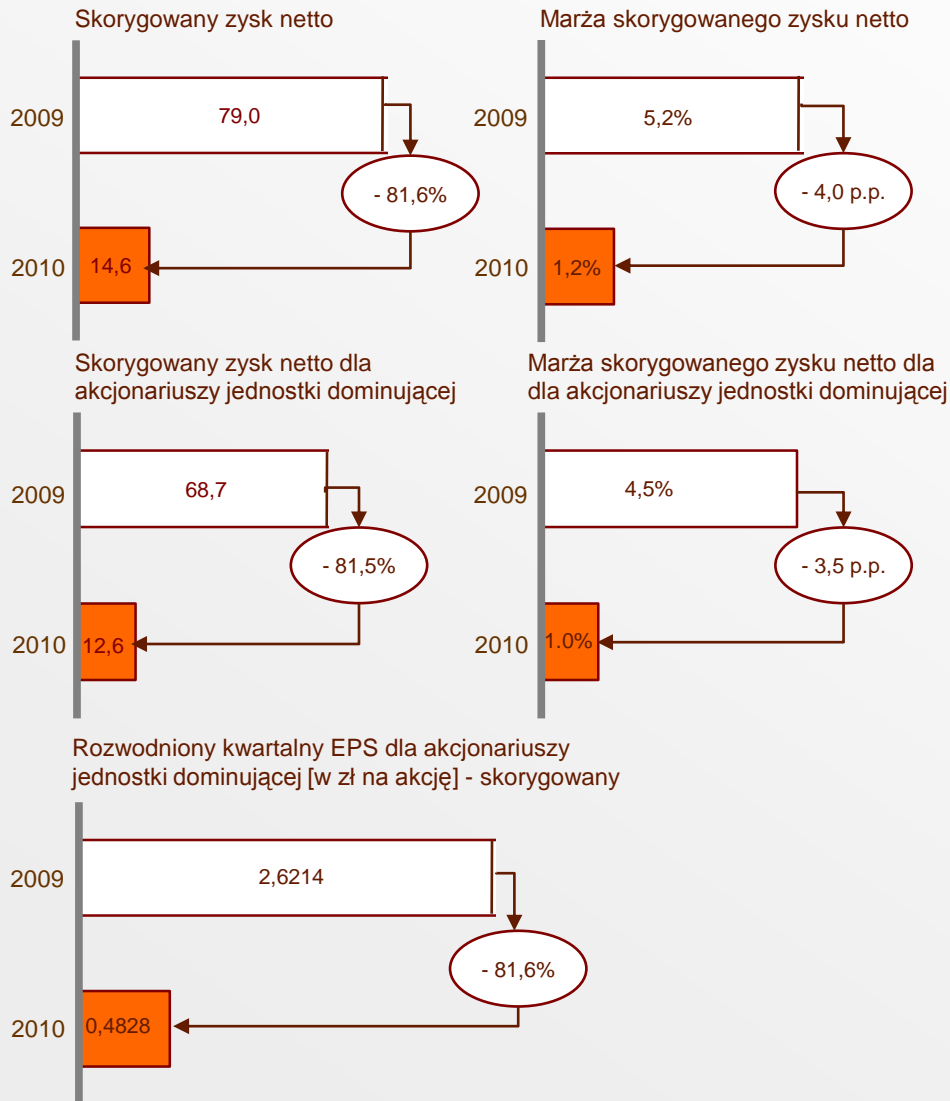 Skorygowany zysk netto
2009
79,0
- 81,6%
2010
14,6
Marża skorygowanego zysku netto
2009
5,2%
- 4,0 p.p.
2010
1,2%
Skorygowany zysk netto dla
akcjonariuszy jednostki dominującej
2009
68,7
- 81,5%
2010
12,6
Marża skorygowanego zysku netto dla
dla akcjonariuszy jednostki dominującej
2009
4,5%
- 3,5 p.p.
2010
1.0%
Rozwodniony kwartalny EPS dla akcjonariuszy
jednostki dominującej [w zł na akcję] - skorygowany
2009
2,6214
- 81,6%
2010
0,4828